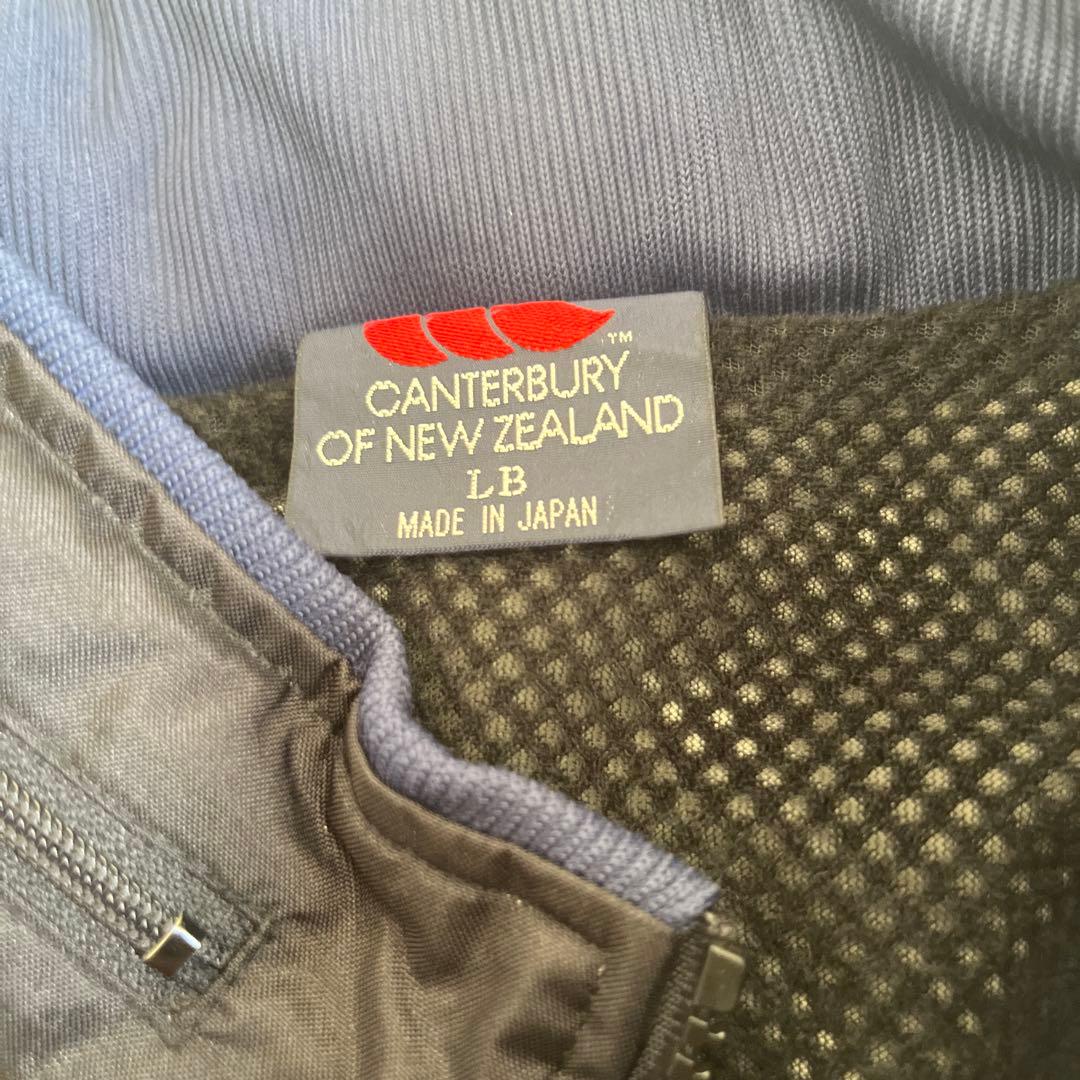 ™
CANTERBURY
OF NEW ZEALAND
LB
MADE IN JAPAN